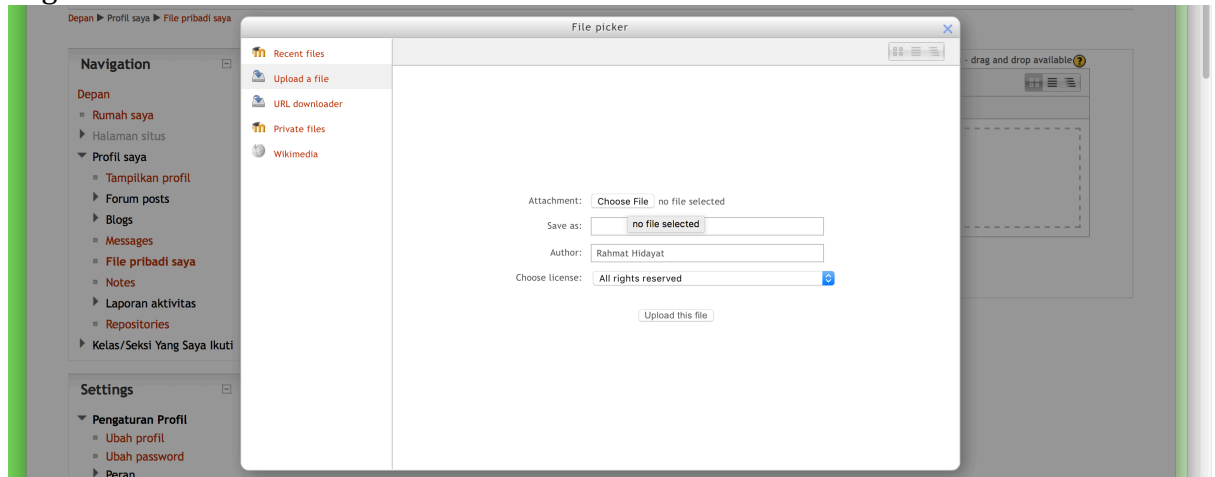 Depan ▶ Profil saya ▶ File pribadi saya
File picker
Recent files
Upload a file
URL downloader
Private files
Wikimedia
- drag and drop available
Navigation
Depan
Rumah saya
Halaman situs
Profil saya
Tampilkan profil
Forum posts
Blogs
Messages
File pribadi saya
Notes
Laporan aktivitas
Repositories
Kelas/Seksi Yang Saya Ikuti
Settings
Pengaturan Profil
Ubah profil
Ubah password
Peran
Attachment: Choose File no file selected
Save as: no file selected
Author: Rahmat Hidayat
Choose license: All rights reserved
Upload this file